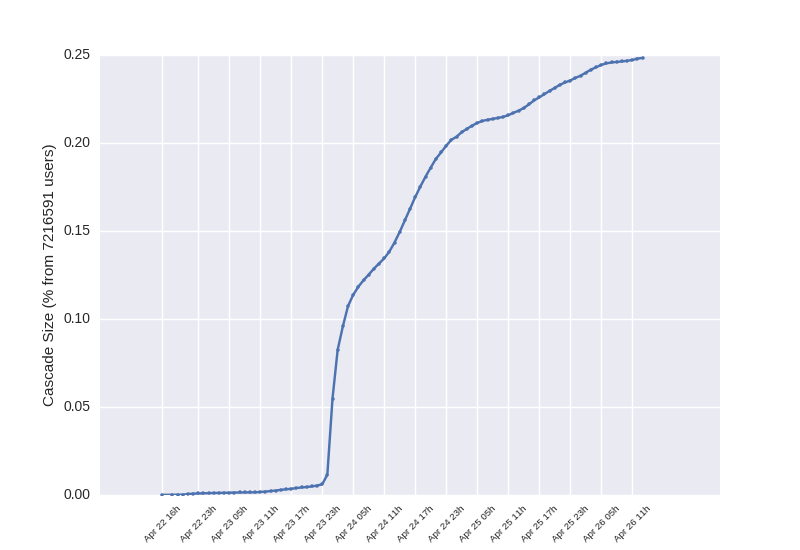 0.25
0.20
0.15
0.10
0.05
0.00
Cascade Size (% from 7216591 users)
Apr 22 16h
Apr 22 23h
Apr 23 05h
Apr 23 11h
Apr 23 17h
Apr 23 23h
Apr 24 05h
Apr 24 11h
Apr 24 17h
Apr 24 23h
Apr 25 05h
Apr 25 11h
Apr 25 17h
Apr 25 23h
Apr 26 05h
Apr 26 11h